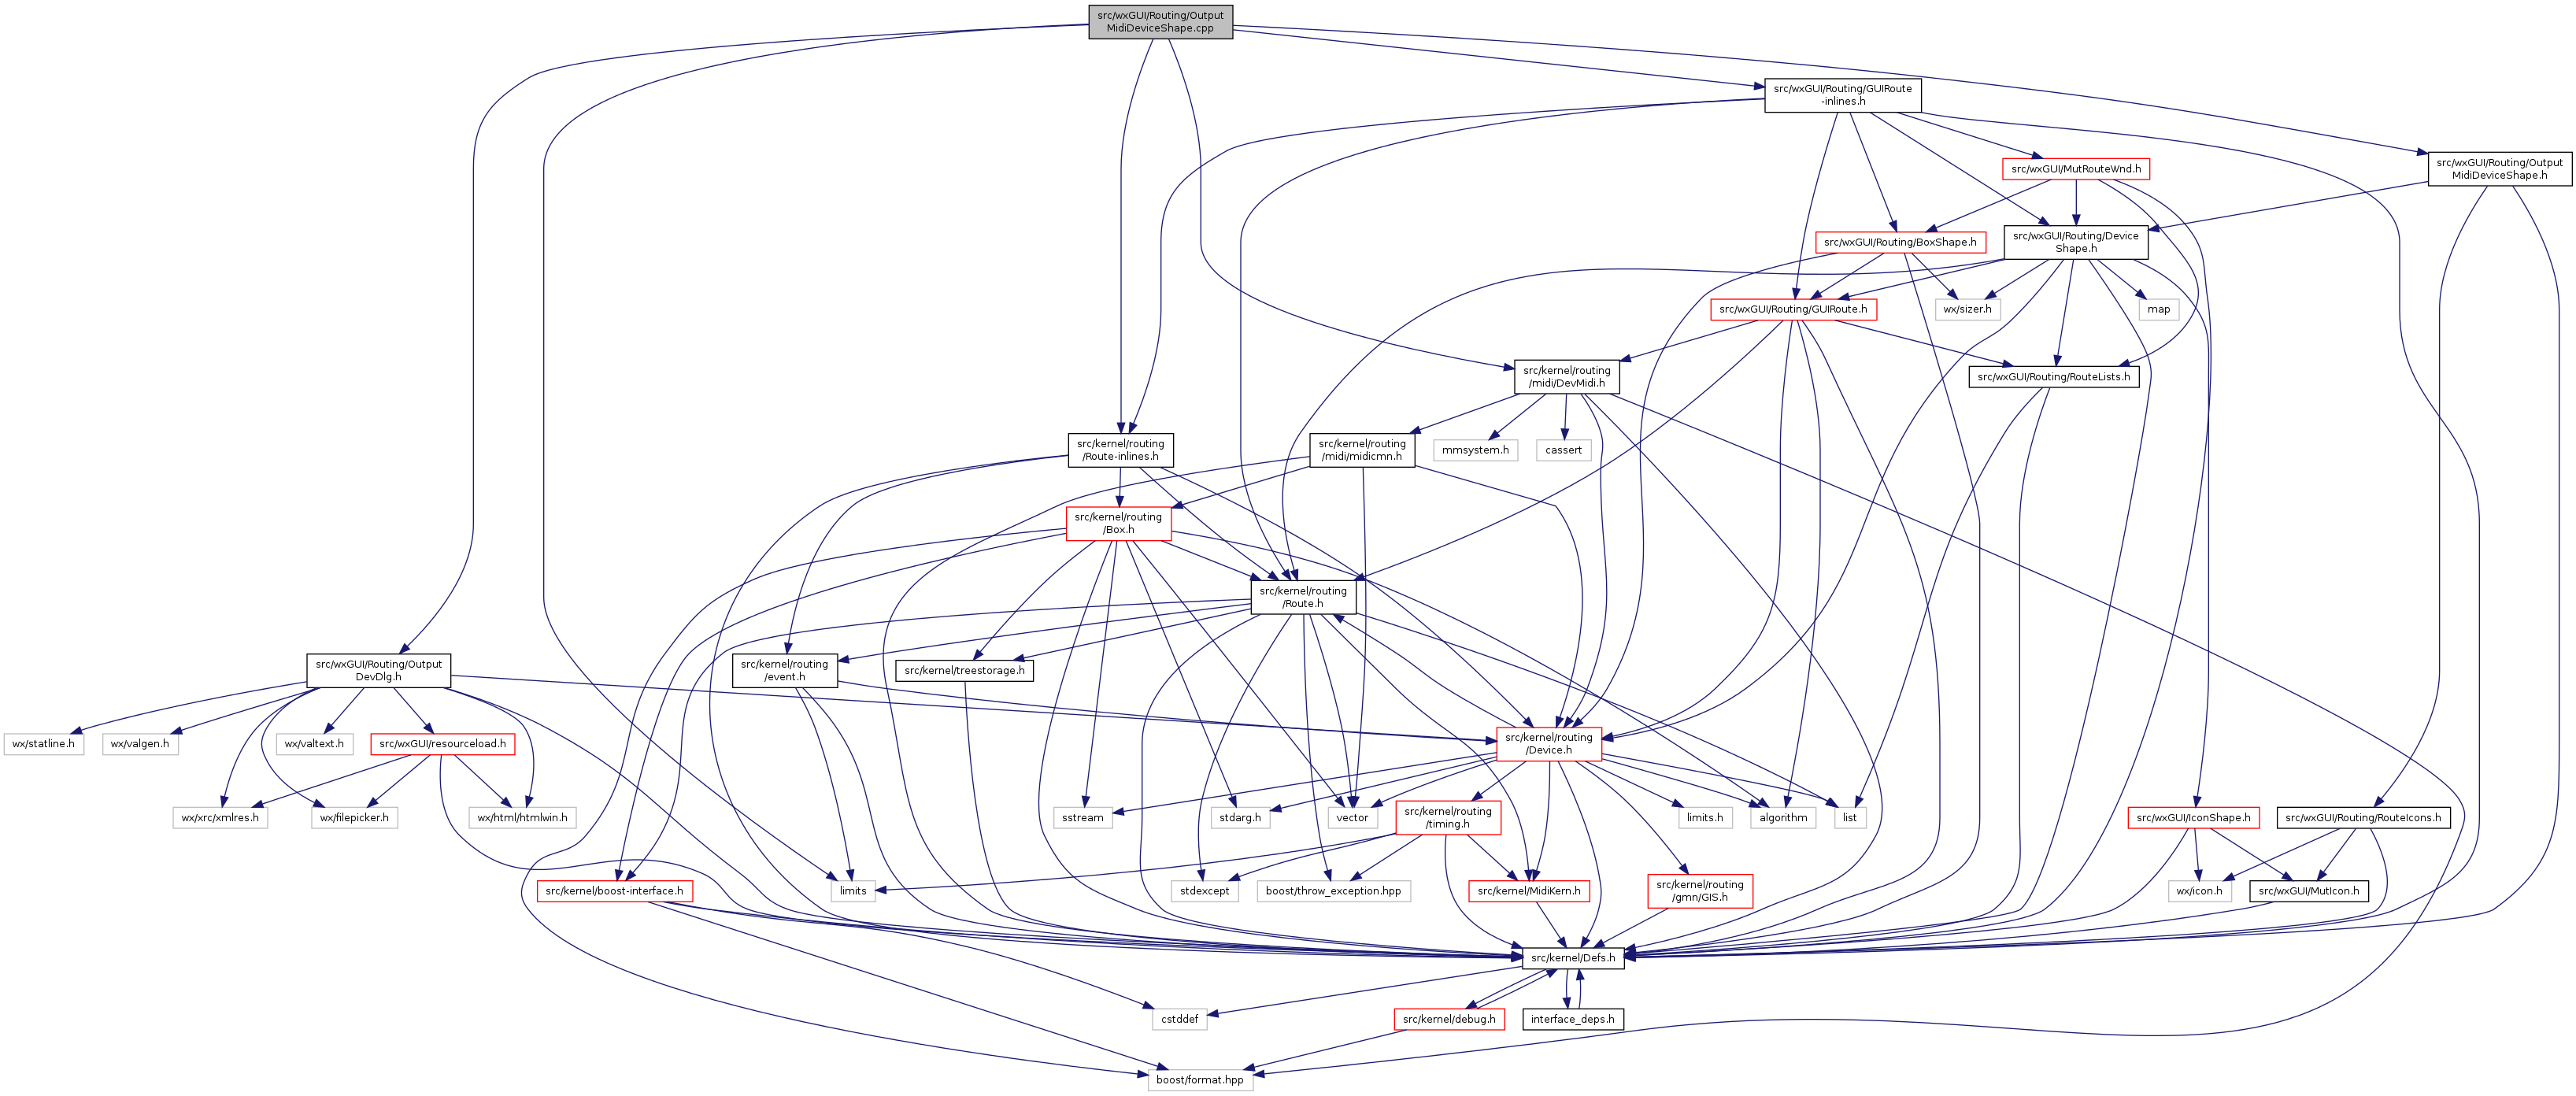 src/wxGUI/Routing/Output
MidiDeviceShape.cpp
src/wxGUI/Routing/GUIRoute
-inlines.h
src/wxGUI/MutRouteWnd.h
src/wxGUI/Routing/Output
MidiDeviceShape.h
src/wxGUI/Routing/BoxShape.h
src/wxGUI/Routing/Device
Shape.h
src/wxGUI/Routing/GUIRoute.h
wx/sizer.h
map
src/kernel/routing
/midi/DevMidi.h
src/wxGUI/Routing/RouteLists.h
src/kernel/routing
/Route-inlines.h
src/kernel/routing
/midi/midicmn.h
mmsystem.h
cassert
src/kernel/routing
/Box.h
src/kernel/routing
/Route.h
src/wxGUI/Routing/Output
DevDlg.h
src/kernel/routing
/event.h
src/kernel/treestorage.h
wx/statline.h
wx/valgen.h
wx/valtext.h
src/wxGUI/resourceload.h
src/kernel/routing
/Device.h
wx/xrc/xmlres.h
wx/filepicker.h
wx/html/htmlwin.h
sstream
stdarg.h
vector
src/kernel/routing
/timing.h
limits.h
algorithm
list
src/wxGUI/IconShape.h
src/wxGUI/Routing/RouteIcons.h
src/kernel/boost-interface.h
limits
stdexcept
boost/throw_exception.hpp
src/kernel/MidiKern.h
src/kernel/routing
/gmn/GIS.h
wx/icon.h
src/wxGUI/MutIcon.h
src/kernel/Defs.h
cstddef
src/kernel/debug.h
interface_deps.h
boost/format.hpp